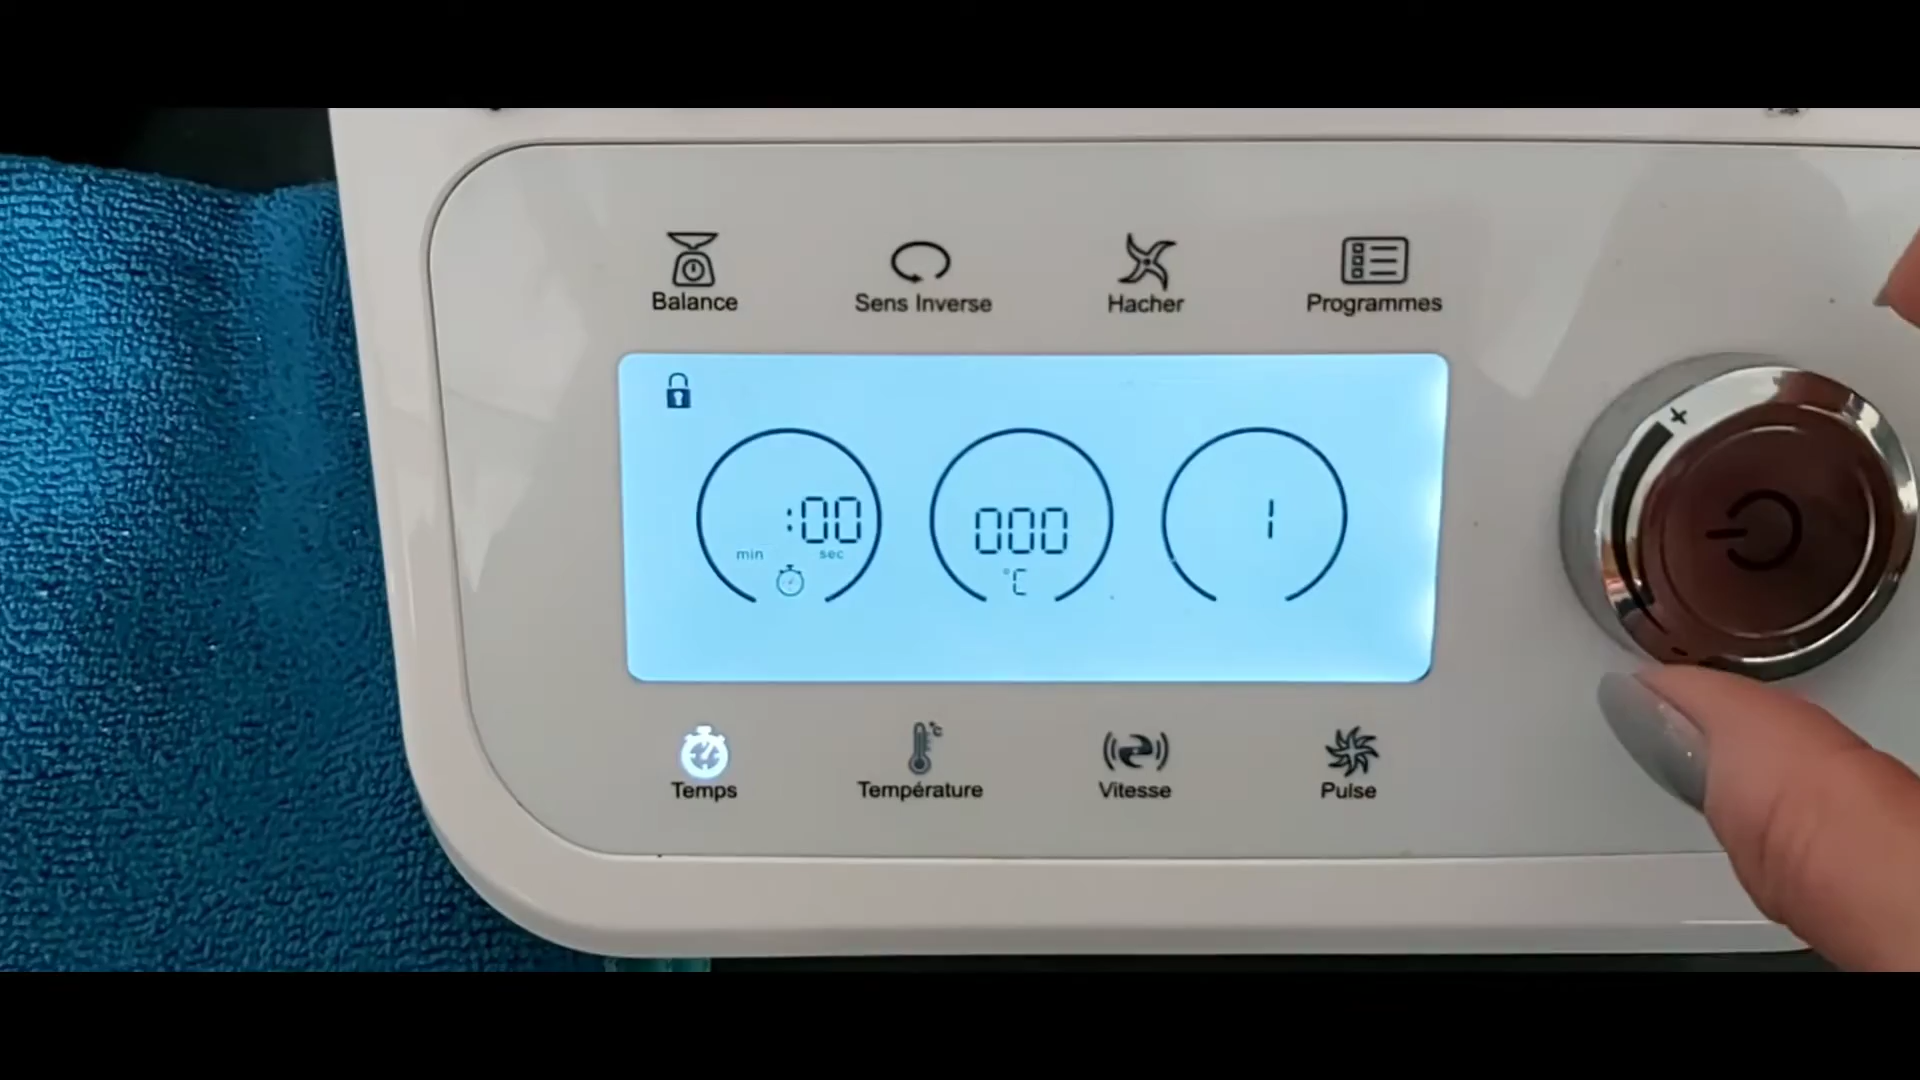 Balance
Sens Inverse
Hacher
Programmes
:00
min
sec
000
°C
1
+
-
°C
Temps
Température
Vitesse
Pulse